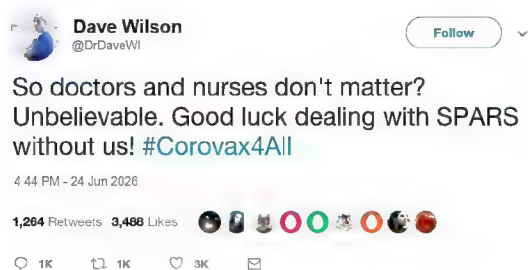 Dave Wilson
@DrDaveWI
Follow
So doctors and nurses don't matter?
Unbelievable. Good luck dealing with SPARS
without us! #Corovax4All
4 44 PM - 24 Jun 2026
1,264 Retweets 3,488 Likes
1K 1K 3K